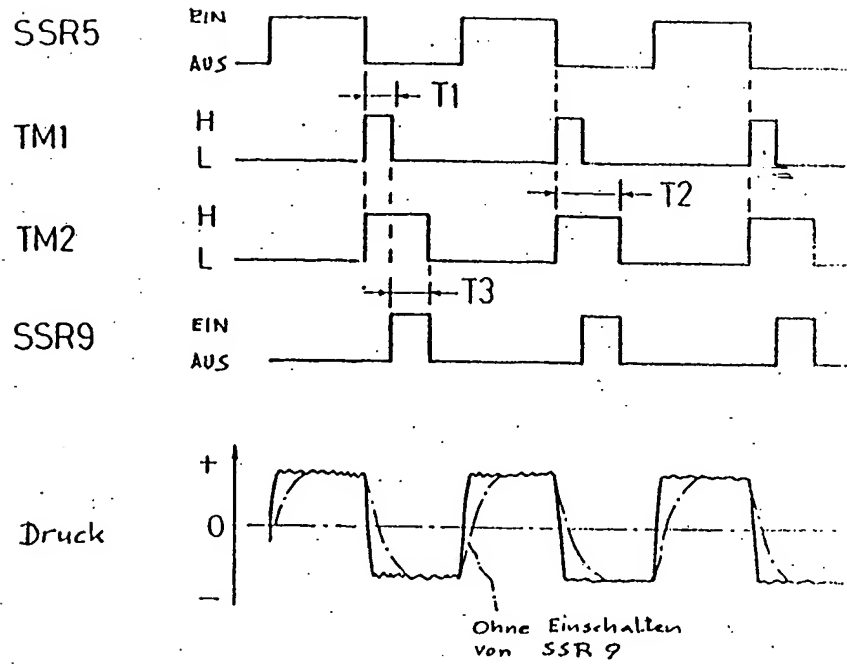 SSR5
EIN
AUS
T1
TM1
H
L
T2
TM2
H
L
T3
SSR9
EIN
AUS
Druck
+
0
-
Ohne Einschalten
von SSR 9